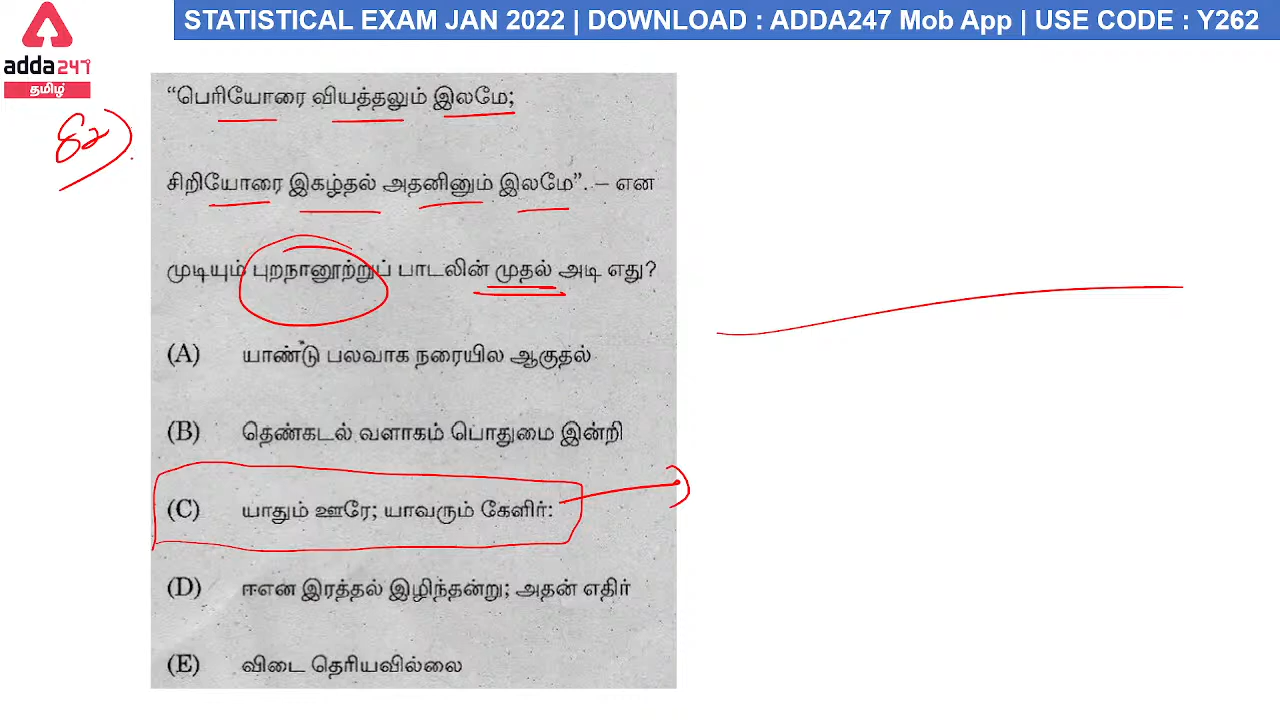 STATISTICAL EXAM JAN 2022 | DOWNLOAD : ADDA247 Mob App | USE CODE : Y262
adda247
தமிழ்
82)
“பெரியோரை வியத்தலும் இலமே;
சிறியோரை இகழ்தல் அதனினும் இலமே”. – என
முடியும் புறநானூற்றுப் பாடலின் முதல் அடி எது?
(A) யாண்டு பலவாக நரையில ஆகுதல்
(B) தெண்கடல் வளாகம் பொதுமை இன்றி
(C) யாதும் ஊரே; யாவரும் கேளிர்:
(D) ஈஎன இரத்தல் இழிந்தன்று; அதன் எதிர்
(E) விடை தெரியவில்லை